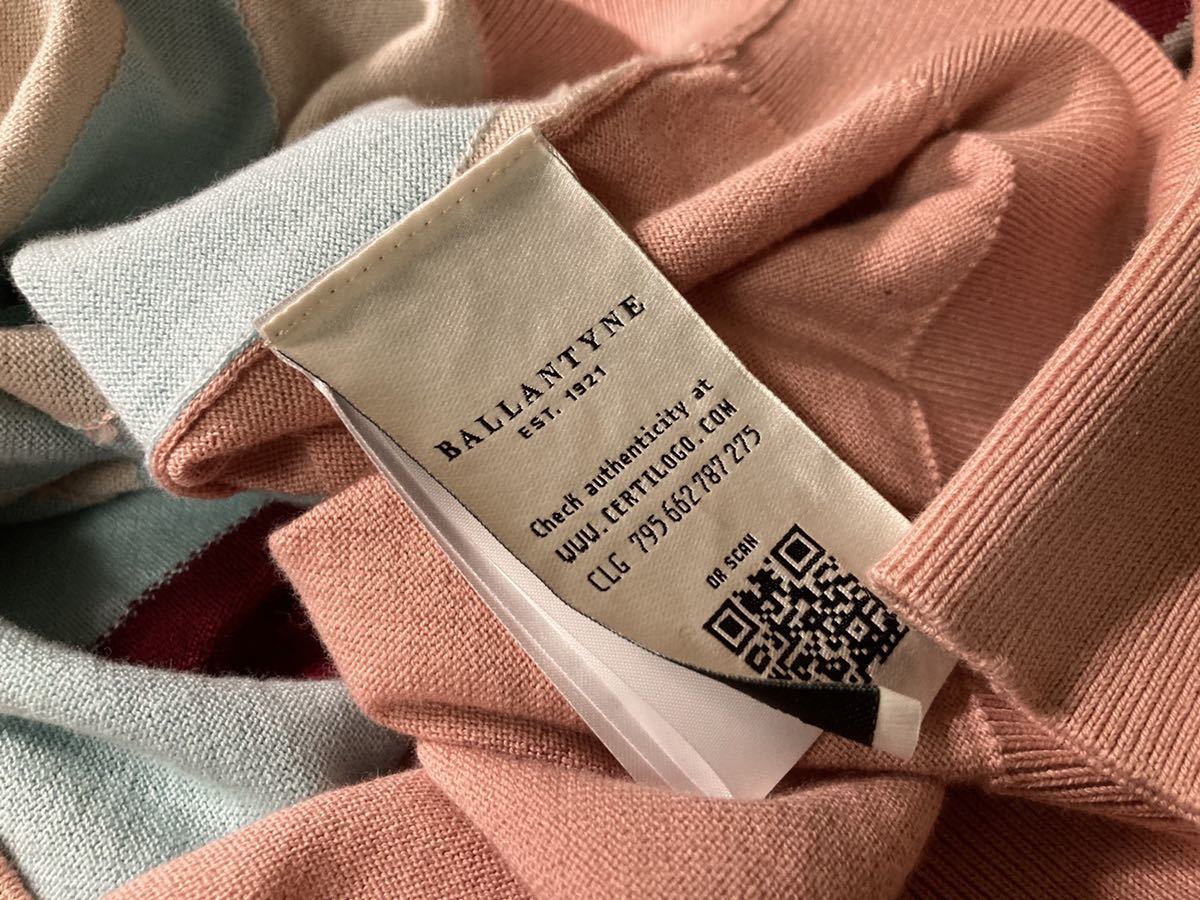 BALLANTYNE
EST. 1921
Check authenticity at
WWW.CERTILOGO.COM
CLG 795 662 787 275
OR SCAN